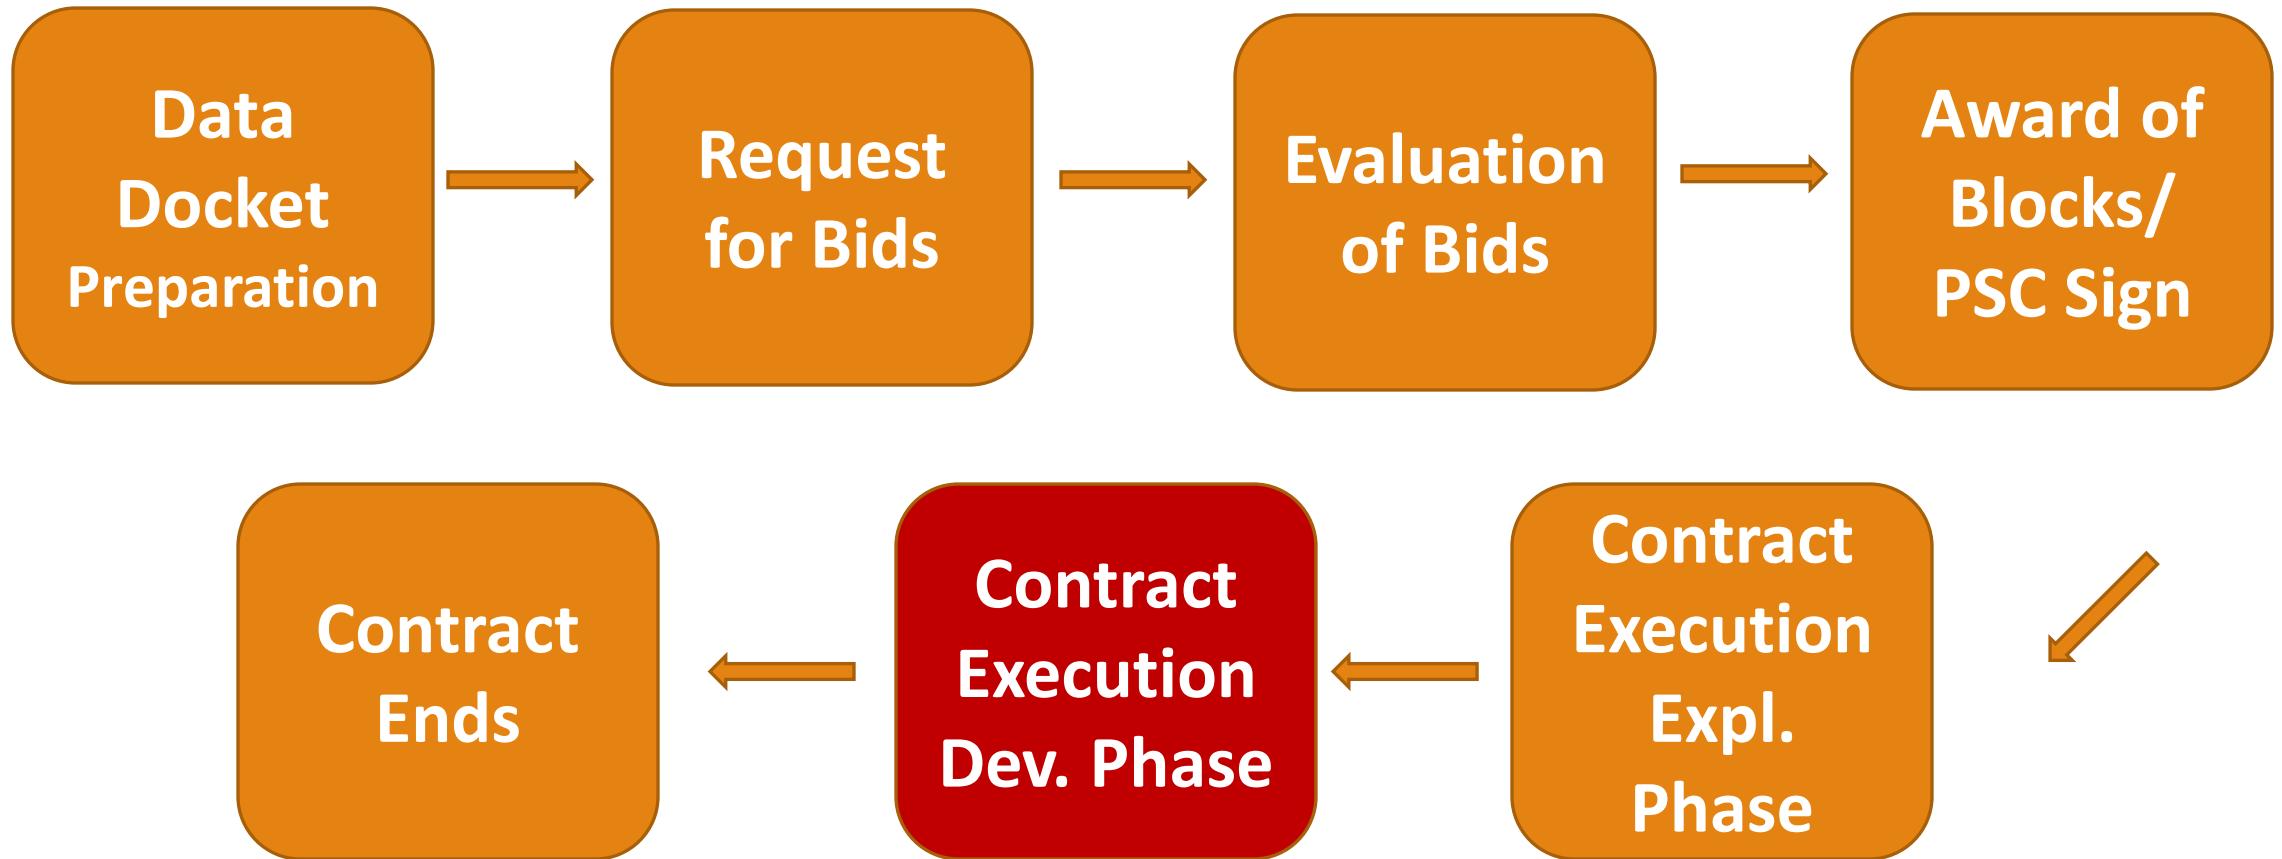 Data
Docket
Preparation
Request
for Bids
Evaluation
of Bids
Award of
Blocks/
PSC Sign
Contract
Execution
Expl.
Phase
Contract
Execution
Dev. Phase
Contract
Ends